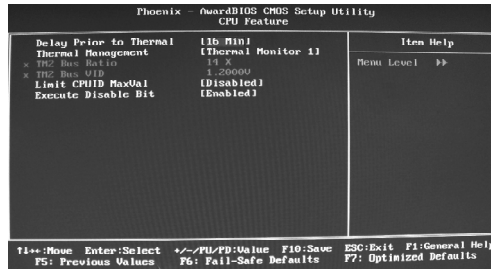 Phoenix - AwardBIOS CMOS Setup Utility
CPU Feature
Delay Prior to Thermal [16 Min]
Thermal Management [Thermal Monitor 1]
x TM2 Bus Ratio 14 X
x TM2 Bus VID 1.2000V
Limit CPUID MaxVal [Disabled]
Execute Disable Bit [Enabled]
Item Help
Menu Level ▸▸
↑↓→←:Move Enter:Select +/-/PU/PD:Value F10:Save ESC:Exit F1:General Help
F5: Previous Values F6: Fail-Safe Defaults F7: Optimized Defaults